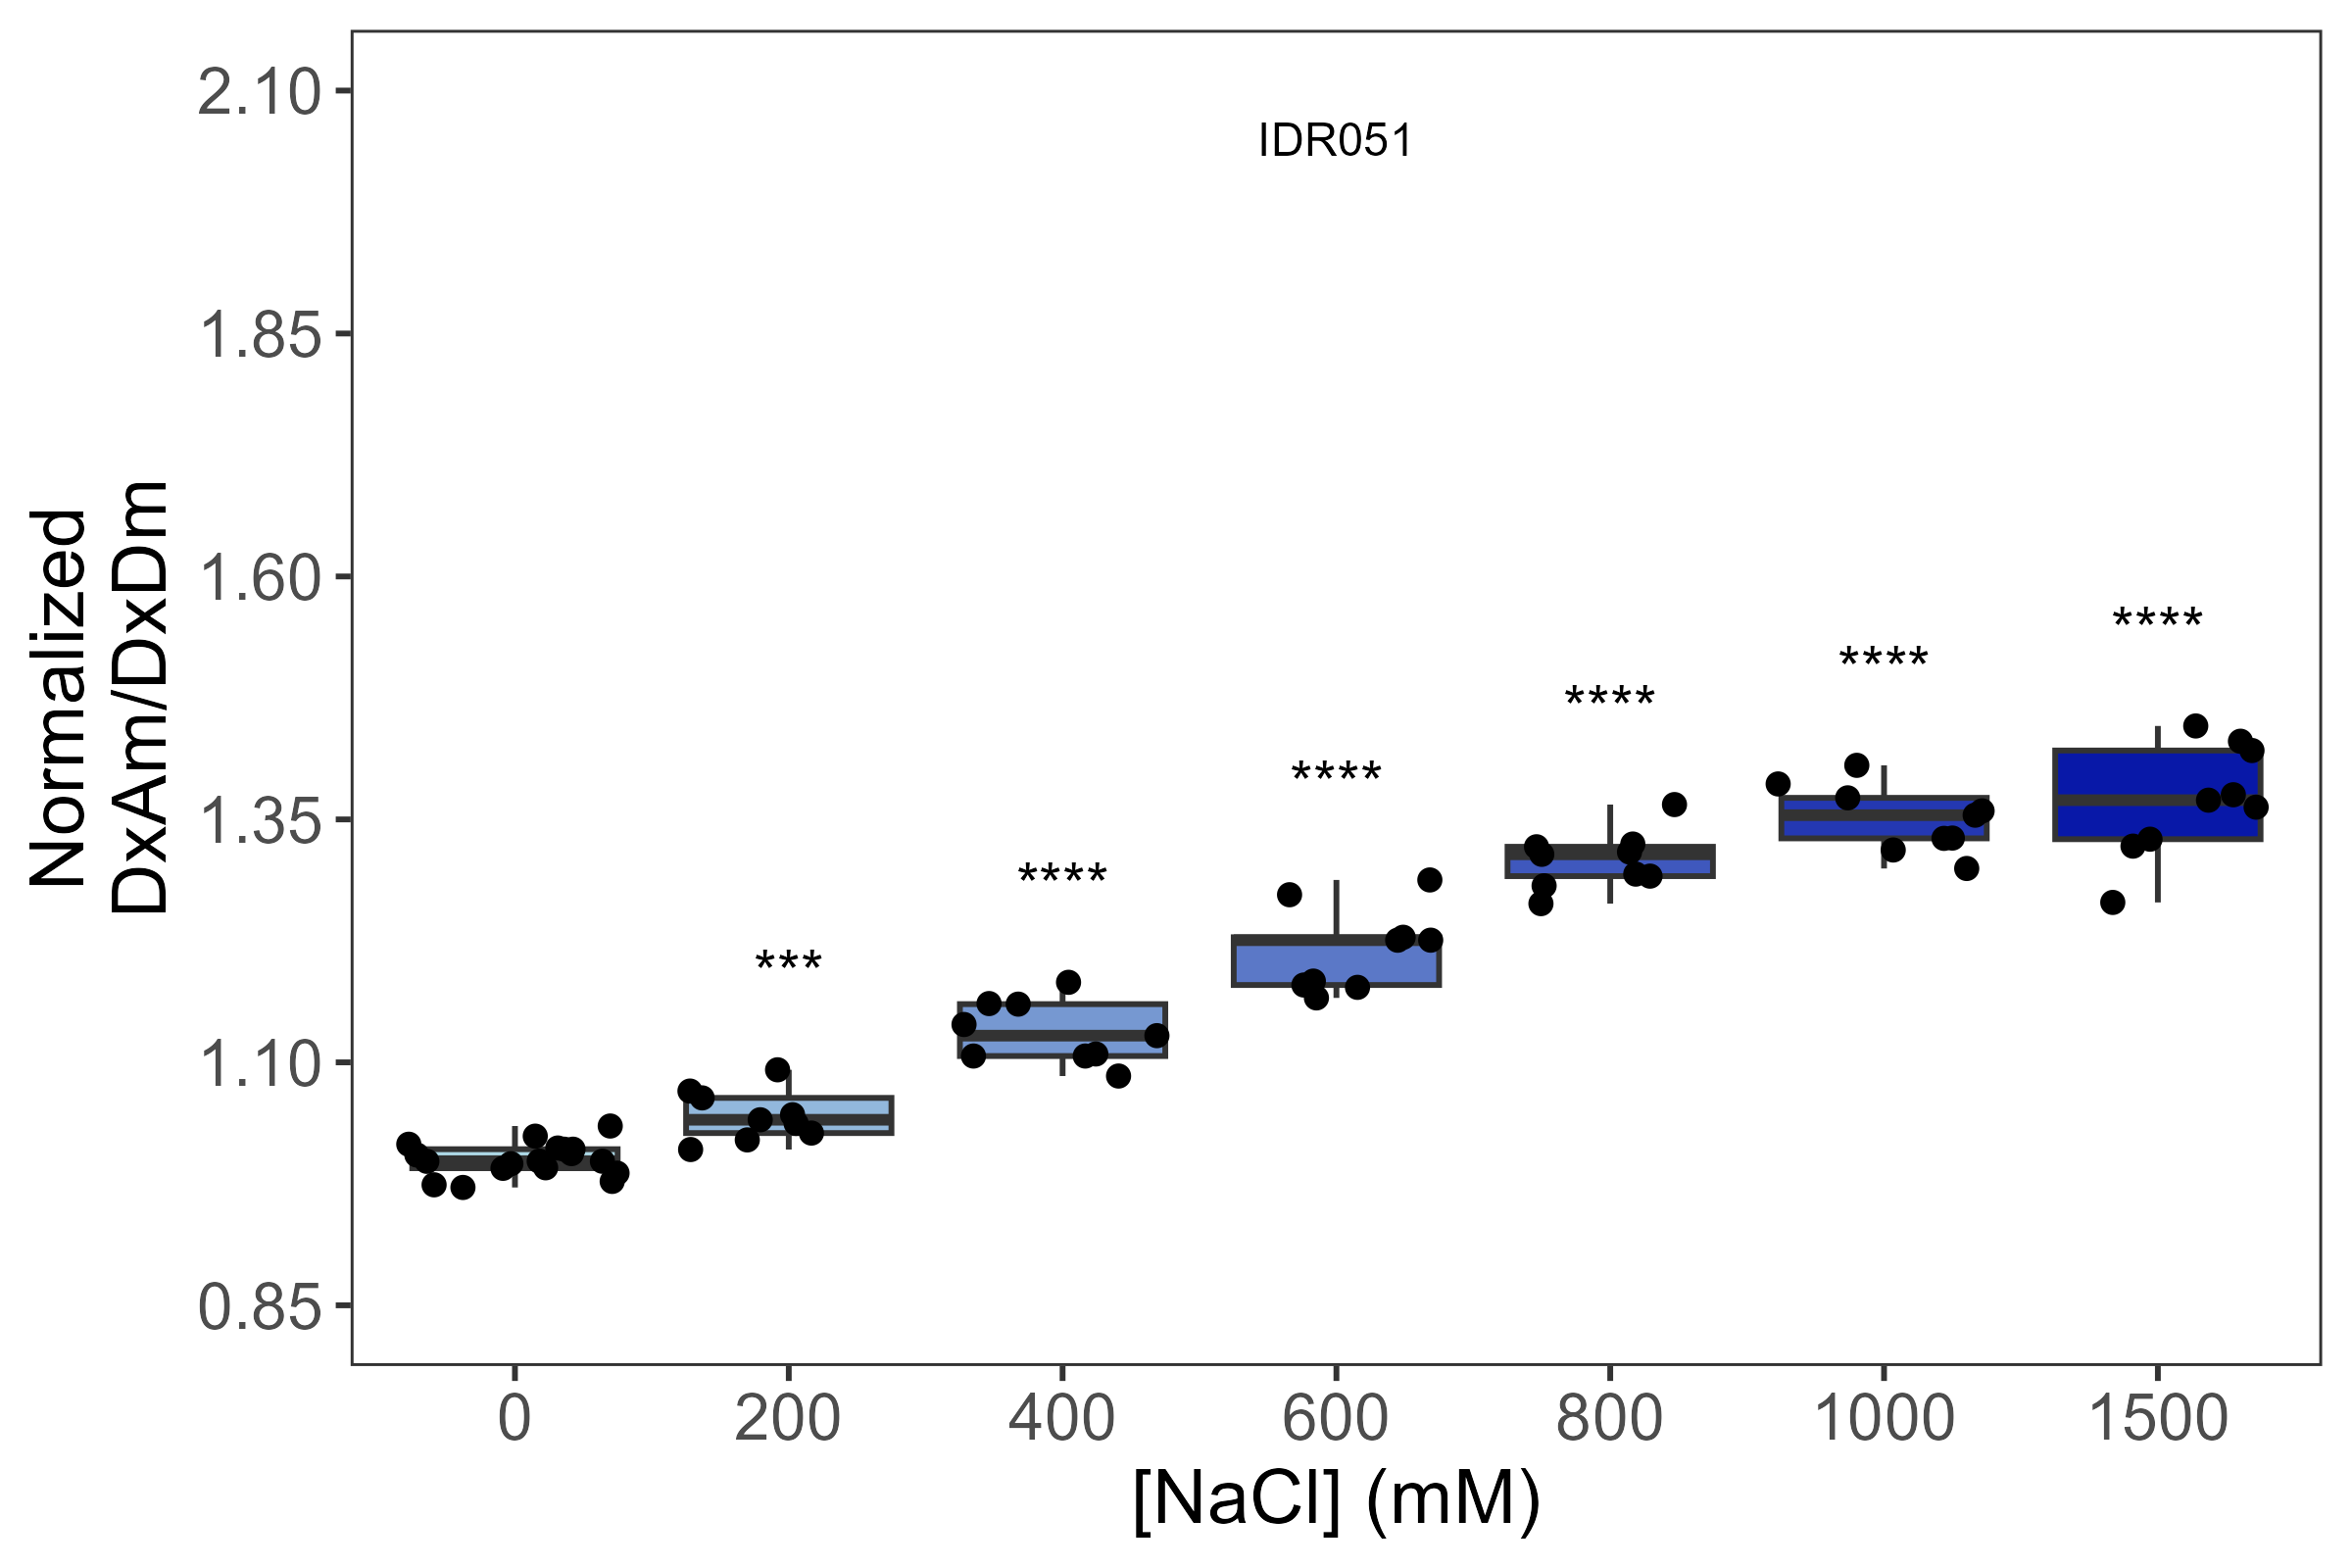 IDR051
2.10
1.85
1.60
1.35
1.10
0.85
Normalized
DxAm/DxDm
***
****
****
****
****
****
0 200 400 600 800 1000 1500
[NaCl] (mM)